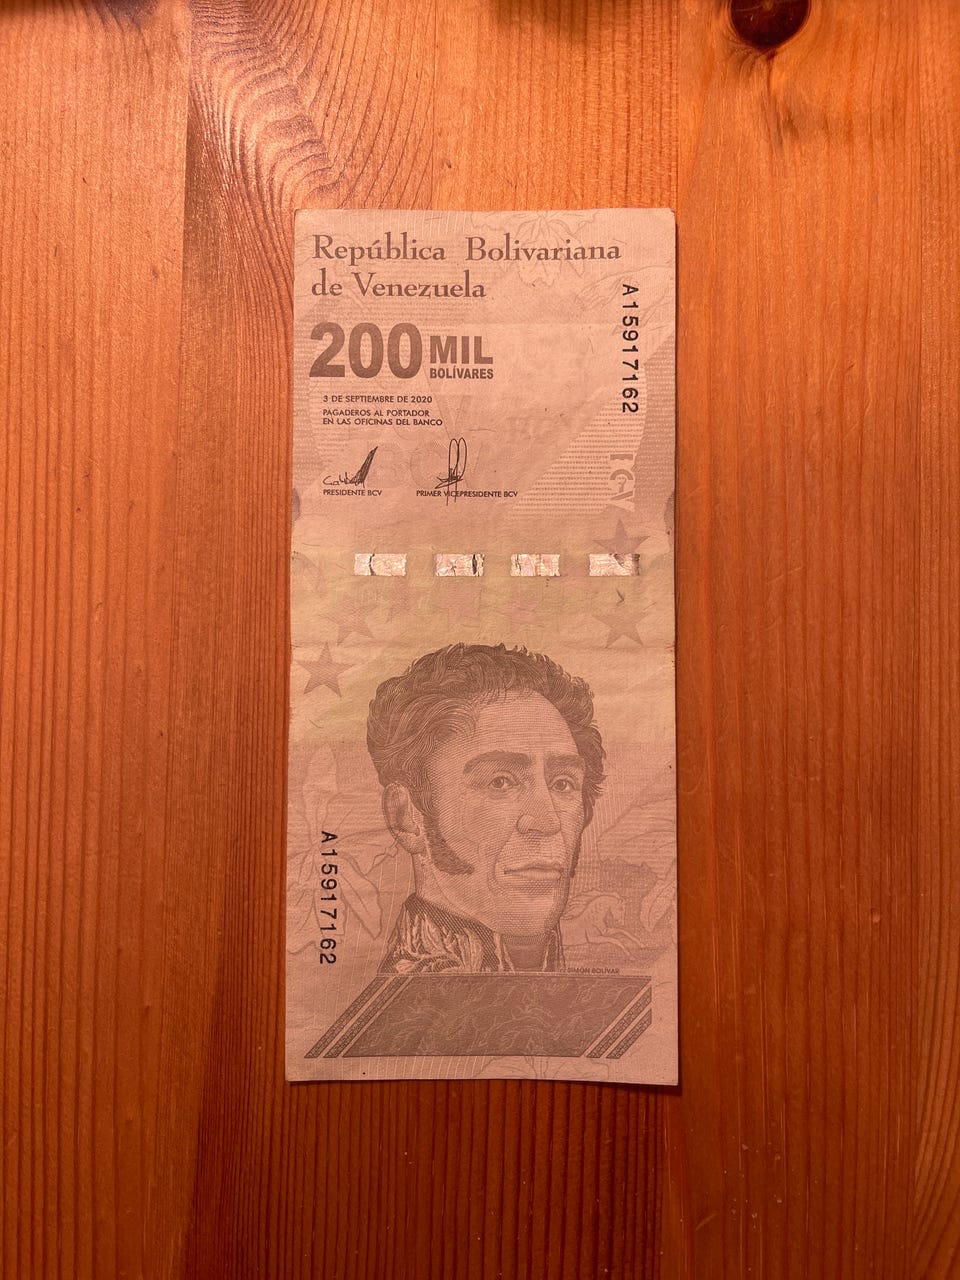 República Bolivariana
de Venezuela
200 MIL
BOLÍVARES
3 DE SEPTIEMBRE DE 2020
PAGADEROS AL PORTADOR
EN LAS OFICINAS DEL BANCO
PRESIDENTE BCV
PRIMER VICEPRESIDENTE BCV
A15917162
A15917162
SIMÓN BOLÍVAR